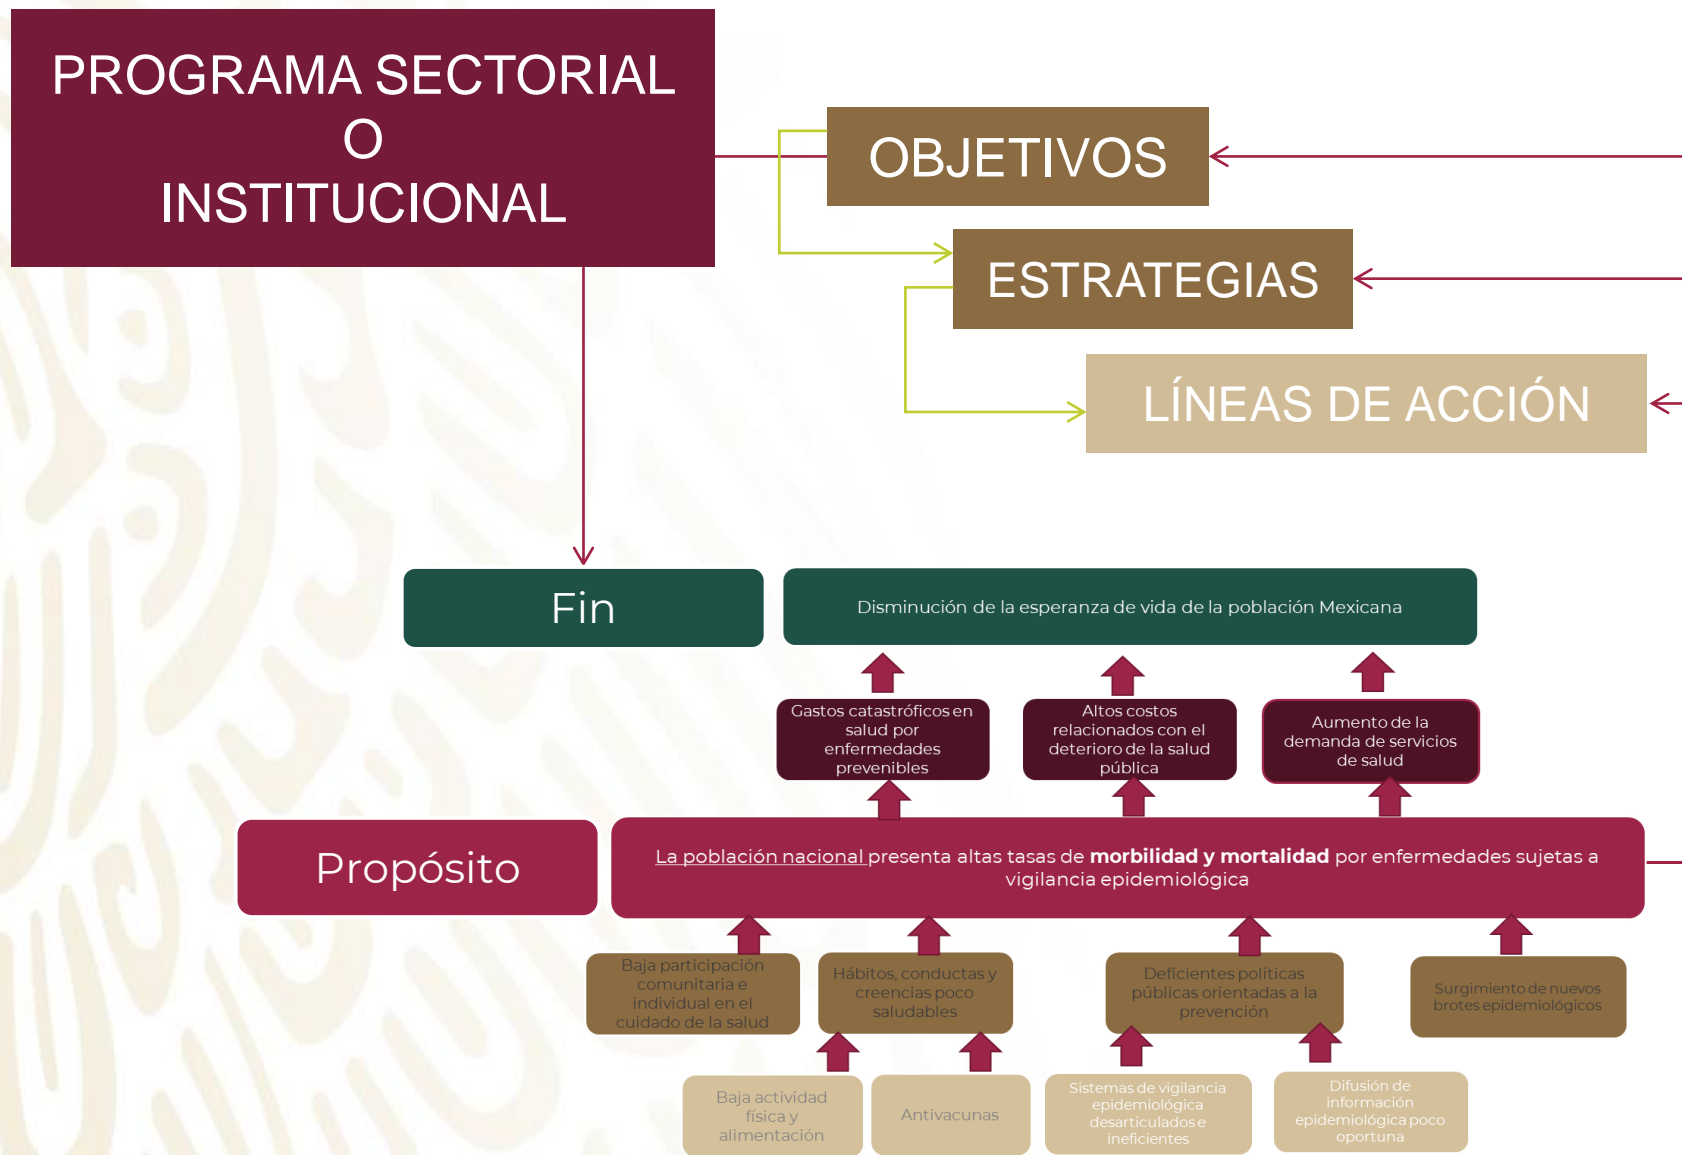 PROGRAMA SECTORIAL
O
INSTITUCIONAL
OBJETIVOS
ESTRATEGIAS
LÍNEAS DE ACCIÓN
Fin
Disminución de la esperanza de vida de la población Mexicana
Gastos catastróficos en
salud por
enfermedades
prevenibles
Altos costos
relacionados con el
deterioro de la salud
pública
Aumento de la
demanda de servicios
de salud
Propósito
La población nacional presenta altas tasas de morbilidad y mortalidad por enfermedades sujetas a
vigilancia epidemiológica
Baja participación
comunitaria e
individual en el
cuidado de la salud
Hábitos, conductas y
creencias poco
saludables
Deficientes políticas
públicas orientadas a la
prevención
Surgimiento de nuevos
brotes epidemiológicos
Baja actividad
física y
alimentación
Antivacunas
Sistemas de vigilancia
epidemiológica
desarticulados e
ineficientes
Difusión de
información
epidemiológica poco
oportuna